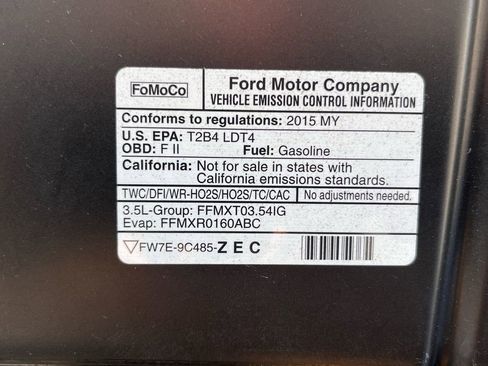 FoMoCo
Ford Motor Company
VEHICLE EMISSION CONTROL INFORMATION
Conforms to regulations: 2015 MY
U.S. EPA: T2B4 LDT4
OBD: F II Fuel: Gasoline
California: Not for sale in states with
California emissions standards.
TWC/DFI/WR-HO2S/HO2S/TC/CAC No adjustments needed.
3.5L-Group: FFMXT03.54IG
Evap: FFMXR0160ABC
FW7E-9C485-ZEC